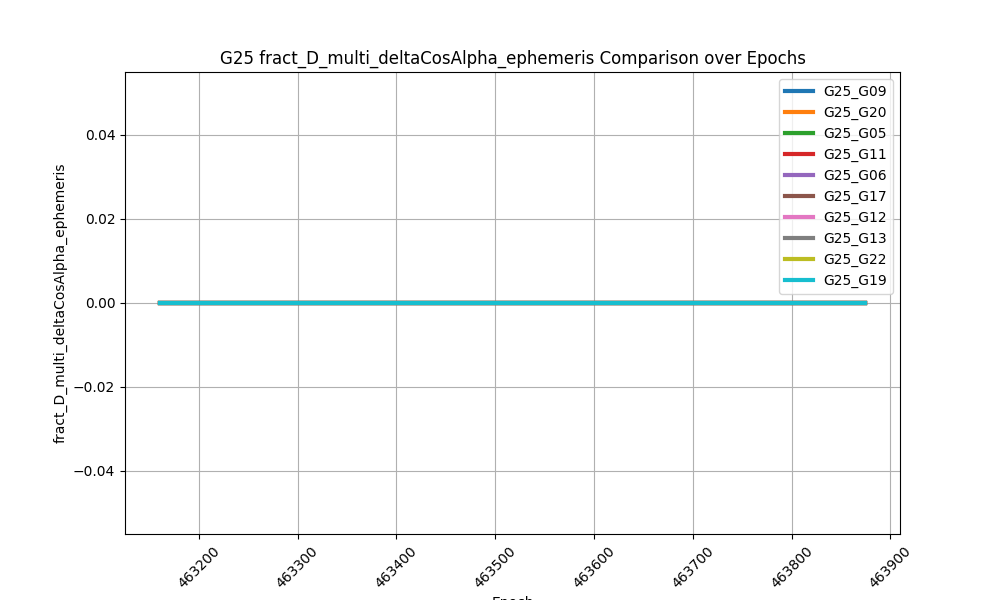 G25 fract_D_multi_deltaCosAlpha_ephemeris Comparison over Epochs
fract_D_multi_deltaCosAlpha_ephemeris
0.04
0.02
0.00
−0.02
−0.04
G25_G09
G25_G20
G25_G05
G25_G11
G25_G06
G25_G17
G25_G12
G25_G13
G25_G22
G25_G19
463200
463300
463400
463500
463600
463700
463800
463900
Epoch